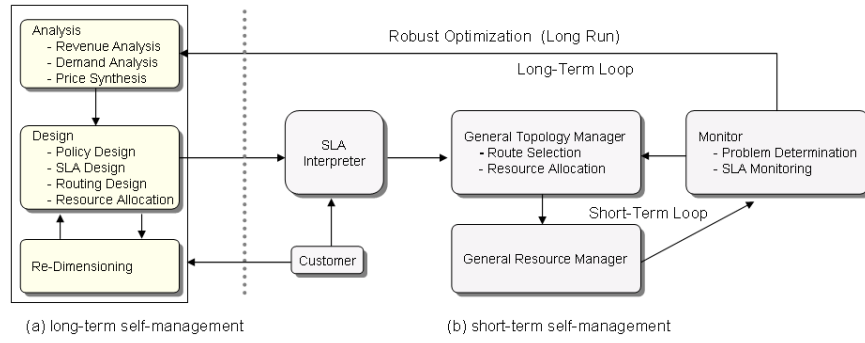 Analysis
- Revenue Analysis
- Demand Analysis
- Price Synthesis
Robust Optimization (Long Run)
Long-Term Loop
Design
- Policy Design
- SLA Design
- Routing Design
- Resource Allocation
SLA
Interpreter
General Topology Manager
- Route Selection
- Resource Allocation
Monitor
- Problem Determination
- SLA Monitoring
Short-Term Loop
Re-Dimensioning
Customer
General Resource Manager
(a) long-term self-management
(b) short-term self-management